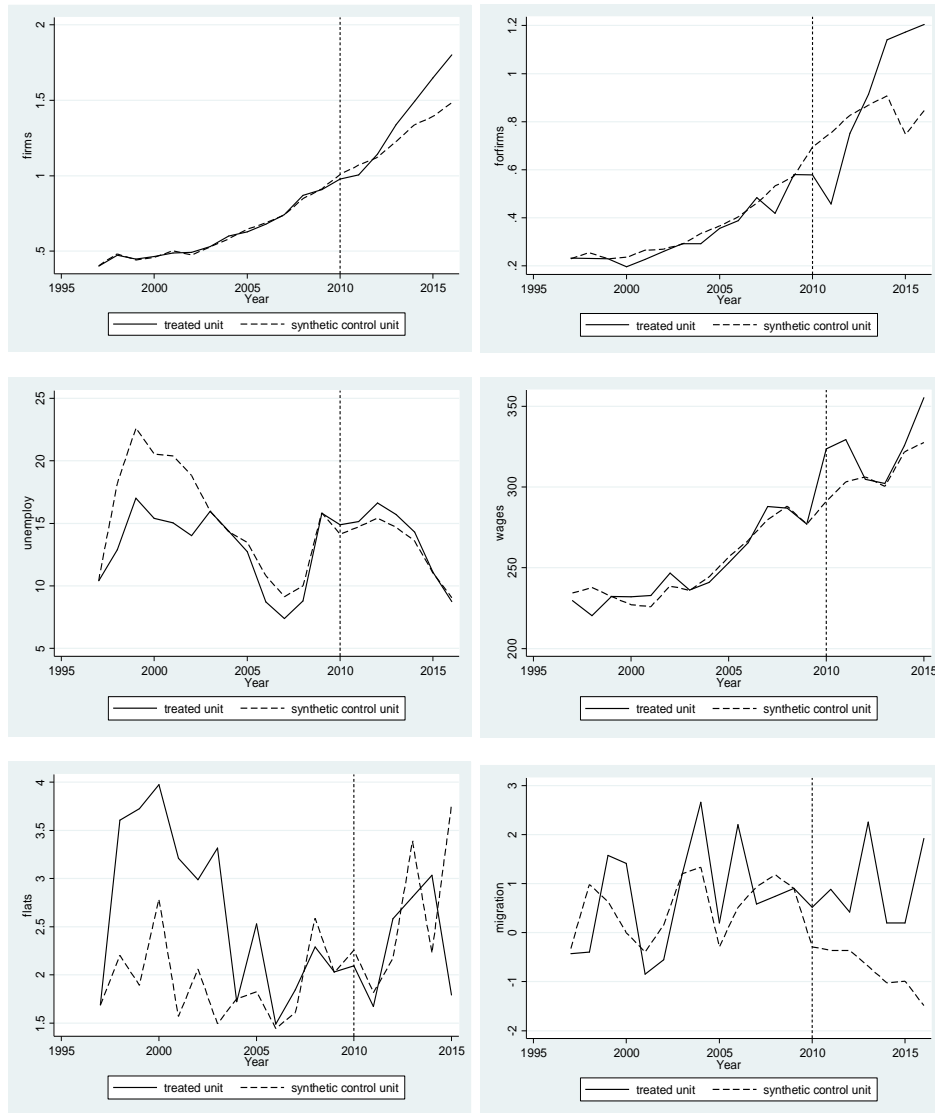 2
1.5
1
.5
firms
1995 2000 2005 2010 2015
Year
treated unit synthetic control unit
1.2
1
.8
.6
.4
.2
forfirms
1995 2000 2005 2010 2015
Year
treated unit synthetic control unit
25
20
15
10
5
unemploy
1995 2000 2005 2010 2015
Year
treated unit synthetic control unit
350
300
250
200
wages
1995 2000 2005 2010 2015
Year
treated unit synthetic control unit
4
3.5
3
2.5
2
1.5
flats
1995 2000 2005 2010 2015
Year
treated unit synthetic control unit
3
2
1
0
-1
-2
migration
1995 2000 2005 2010 2015
Year
treated unit synthetic control unit